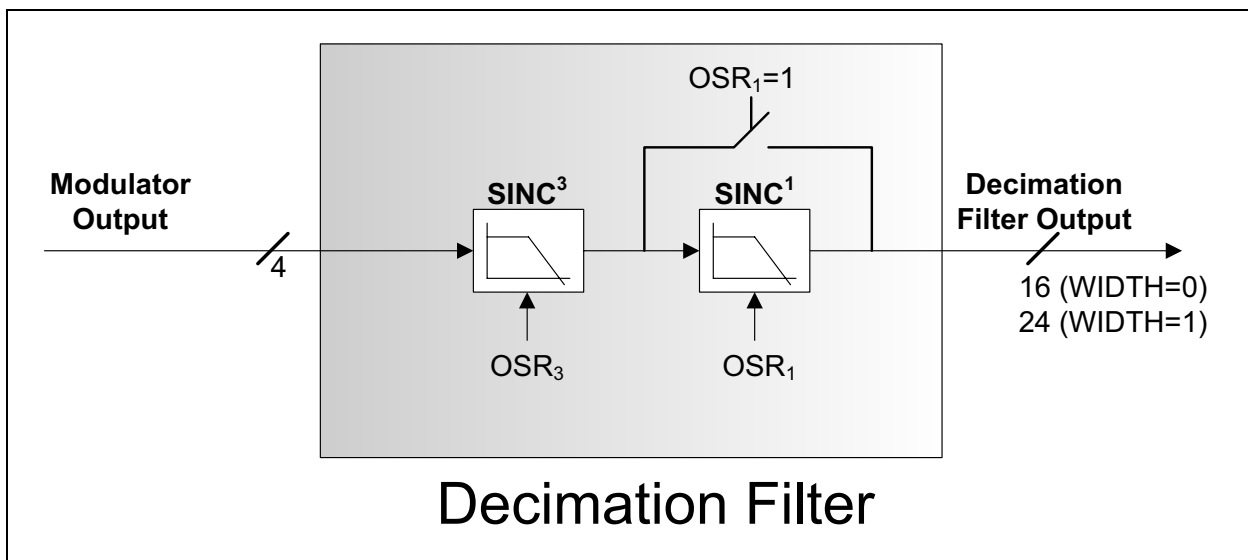 OSR₁=1
Modulator
Output
4
SINC³
SINC¹
OSR₃
OSR₁
Decimation
Filter Output
16 (WIDTH=0)
24 (WIDTH=1)
Decimation Filter